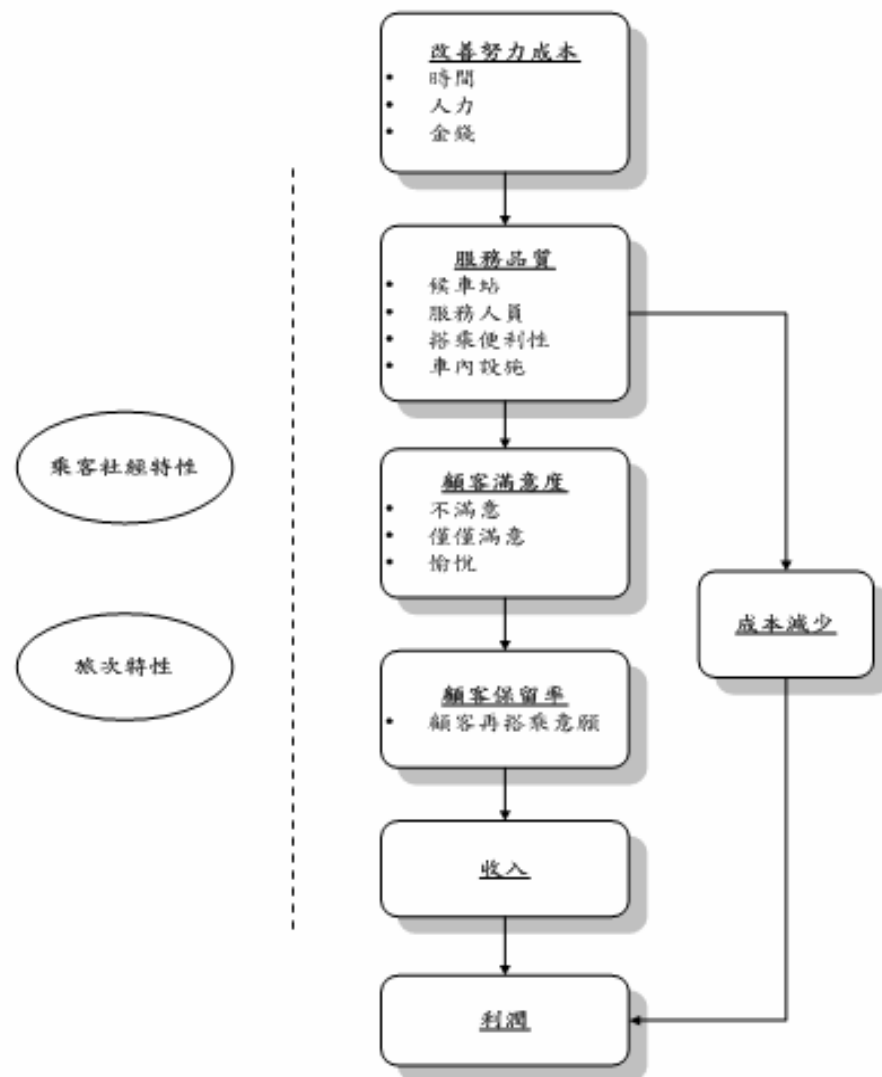 改善努力成本
• 時間
• 人力
• 金錢
服務品質
• 候車站
• 服務人員
• 搭乘便利性
• 車內設施
乘客社經特性
顧客滿意度
• 不滿意
• 僅僅滿意
• 愉悅
成本減少
旅次特性
顧客保留率
• 顧客再搭乘意願
收入
利潤